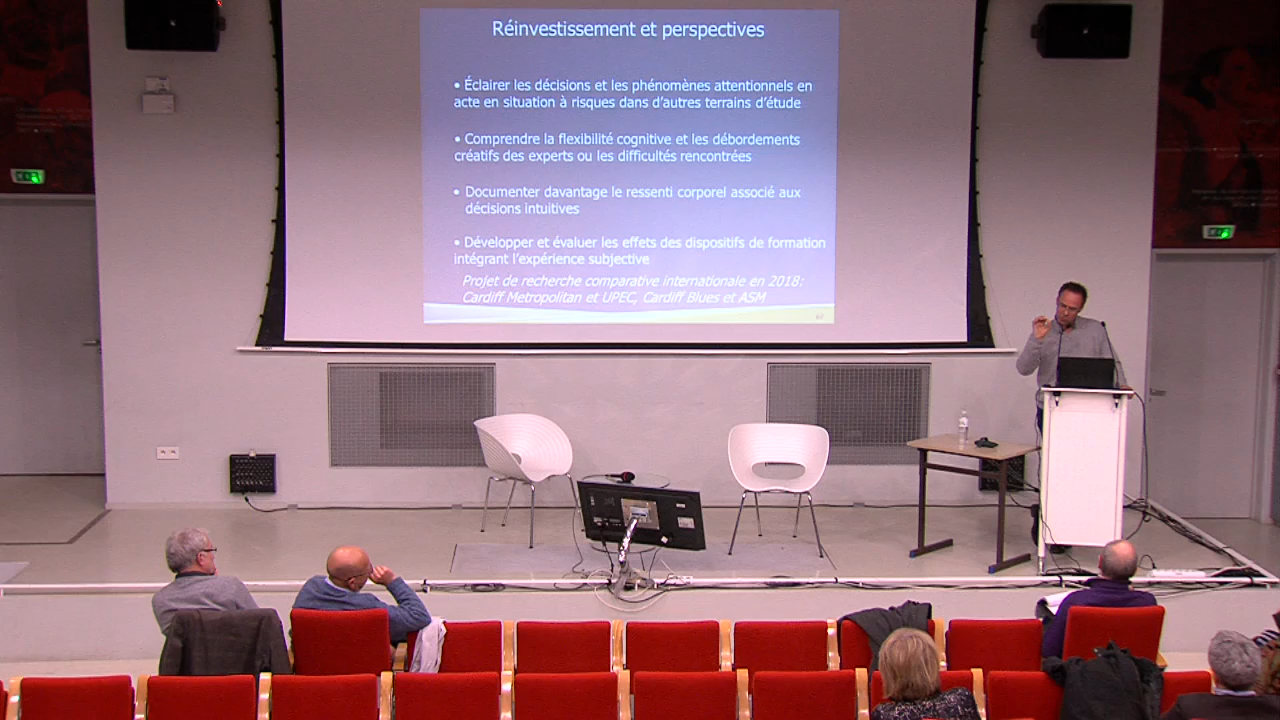 Réinvestissement et perspectives
• Éclairer les décisions et les phénomènes attentionnels en
acte en situation à risques dans d'autres terrains d'étude
• Comprendre la flexibilité cognitive et les débordements
créatifs des experts ou les difficultés rencontrées
• Documenter davantage le ressenti corporel associé aux
décisions intuitives
• Développer et évaluer les effets des dispositifs de formation
intégrant l'expérience subjective
Projet de recherche comparative internationale en 2018:
Cardiff Metropolitan et UPEC, Cardiff Blues et ASM